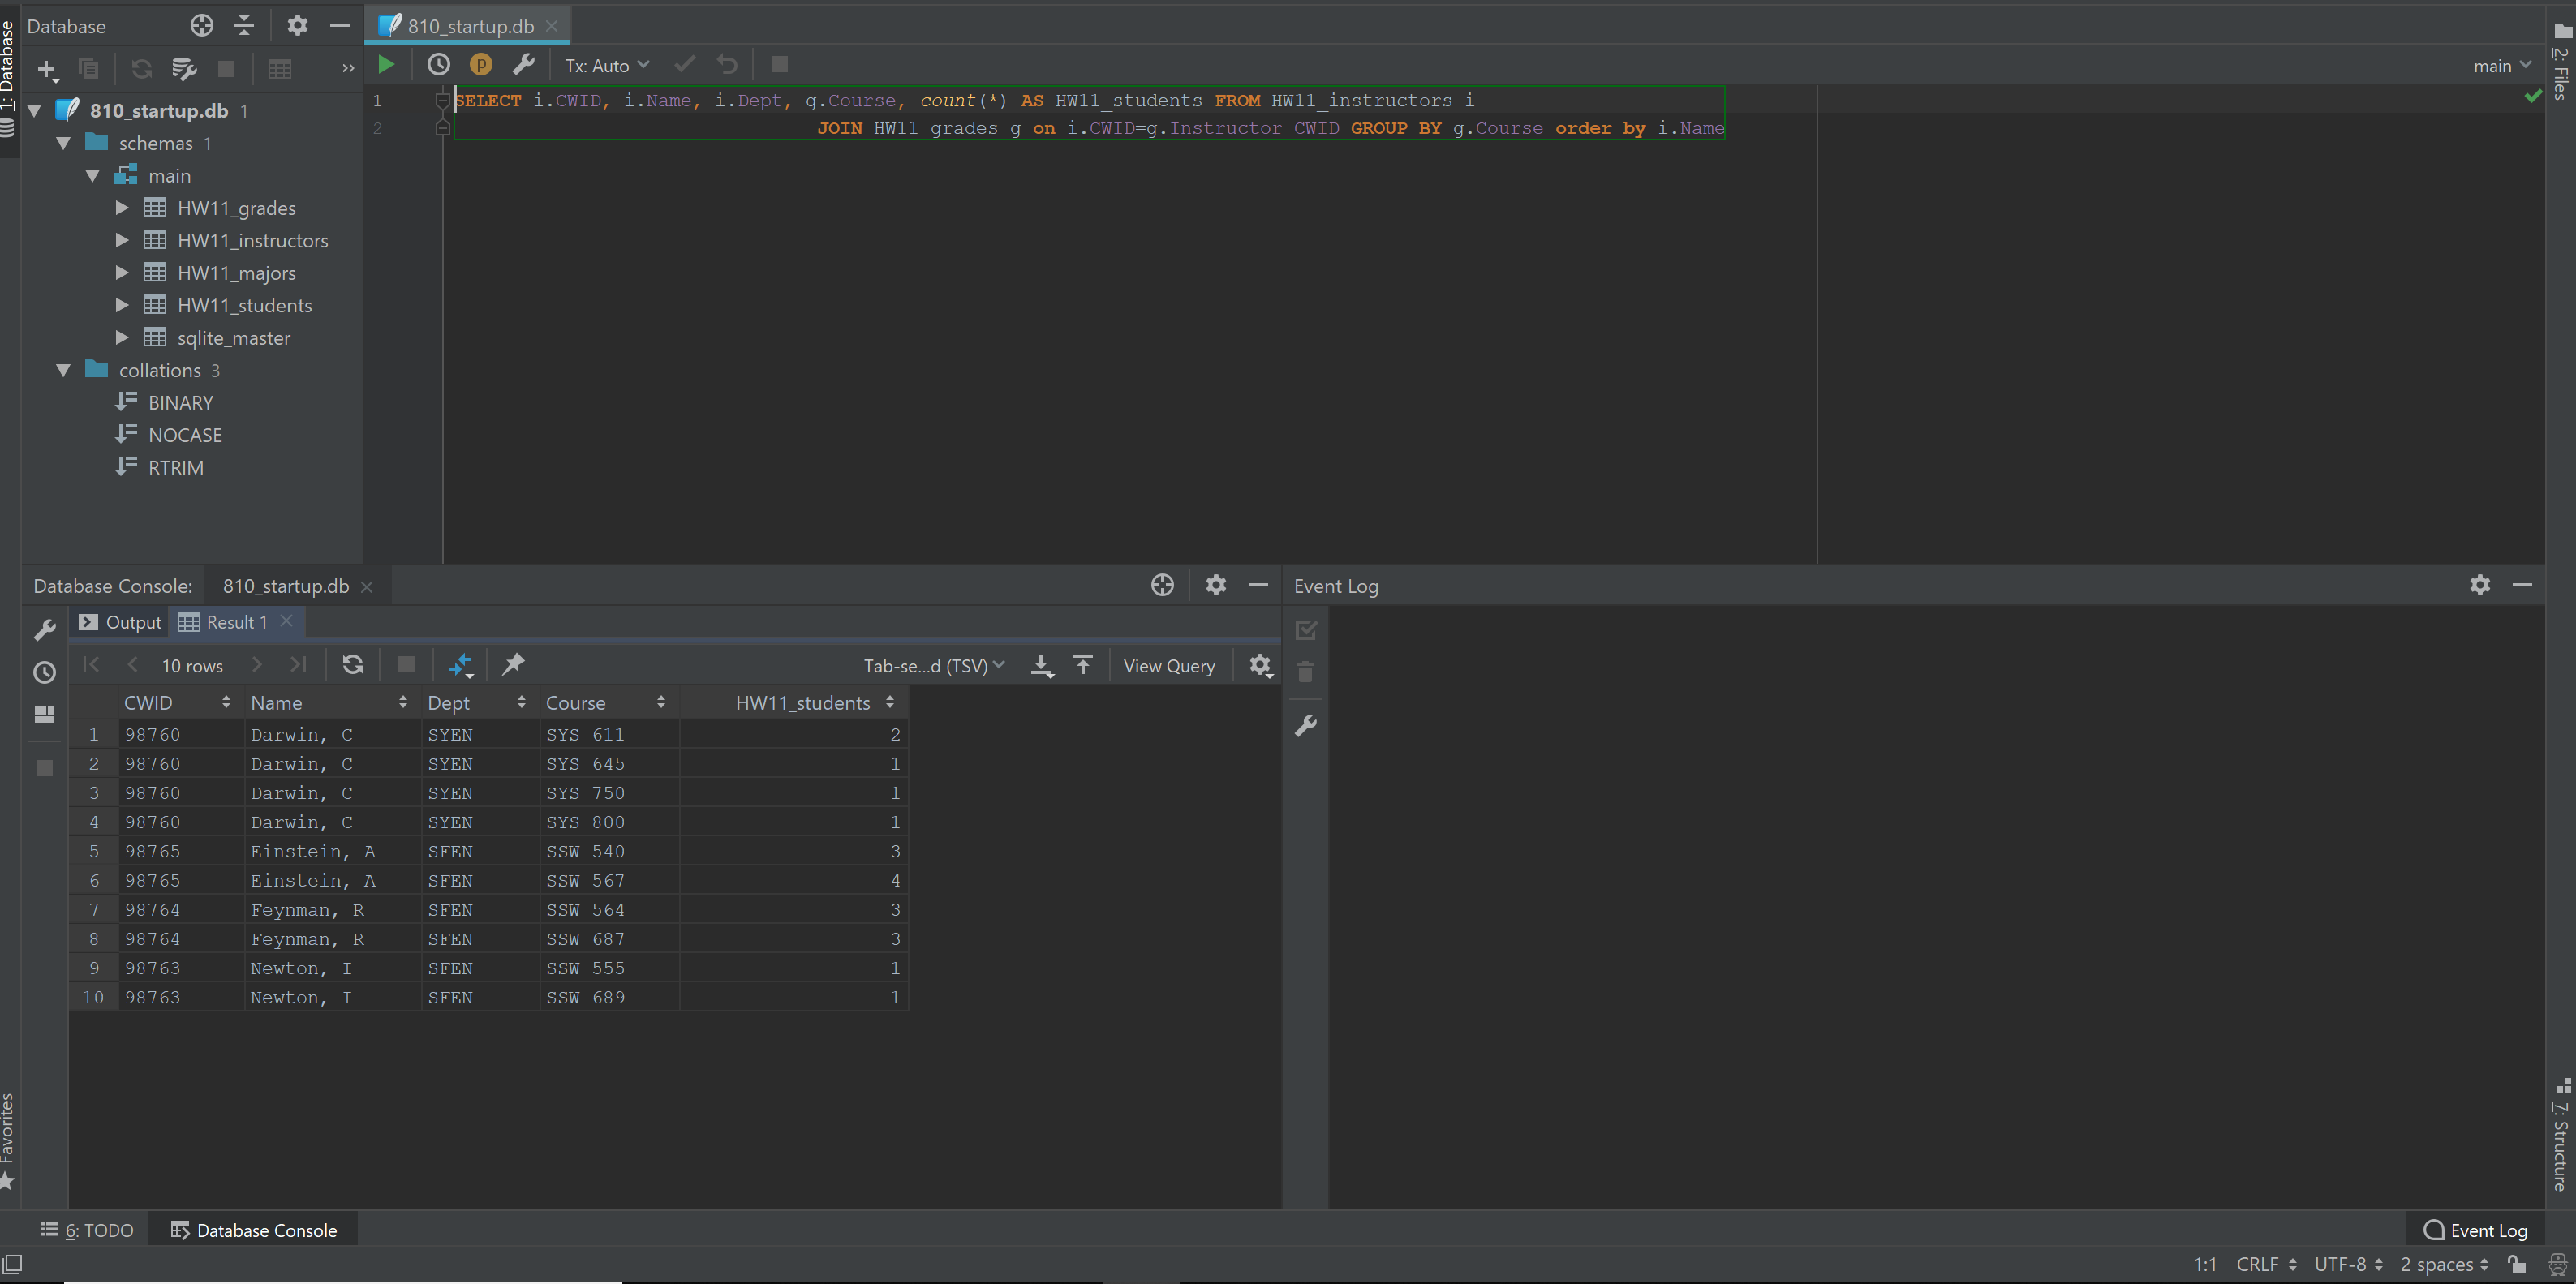 Database
810_startup.db
Tx: Auto
main
1: Database
2: Files
810_startup.db 1
schemas 1
main
HW11_grades
HW11_instructors
HW11_majors
HW11_students
sqlite_master
collations 3
BINARY
NOCASE
RTRIM
1 SELECT i.CWID, i.Name, i.Dept, g.Course, count(*) AS HW11_students FROM HW11_instructors i
2 JOIN HW11_grades g on i.CWID=g.Instructor_CWID GROUP BY g.Course order by i.Name
Database Console: 810_startup.db
Event Log
Output Result 1
10 rows Tab-se...d (TSV) View Query
CWID Name Dept Course HW11_students
1 98760 Darwin, C SYEN SYS 611 2
2 98760 Darwin, C SYEN SYS 645 1
3 98760 Darwin, C SYEN SYS 750 1
4 98760 Darwin, C SYEN SYS 800 1
5 98765 Einstein, A SFEN SSW 540 3
6 98765 Einstein, A SFEN SSW 567 4
7 98764 Feynman, R SFEN SSW 564 3
8 98764 Feynman, R SFEN SSW 687 3
9 98763 Newton, I SFEN SSW 555 1
10 98763 Newton, I SFEN SSW 689 1
Favorites
7: Structure
6: TODO Database Console Event Log
1:1 CRLF UTF-8 2 spaces